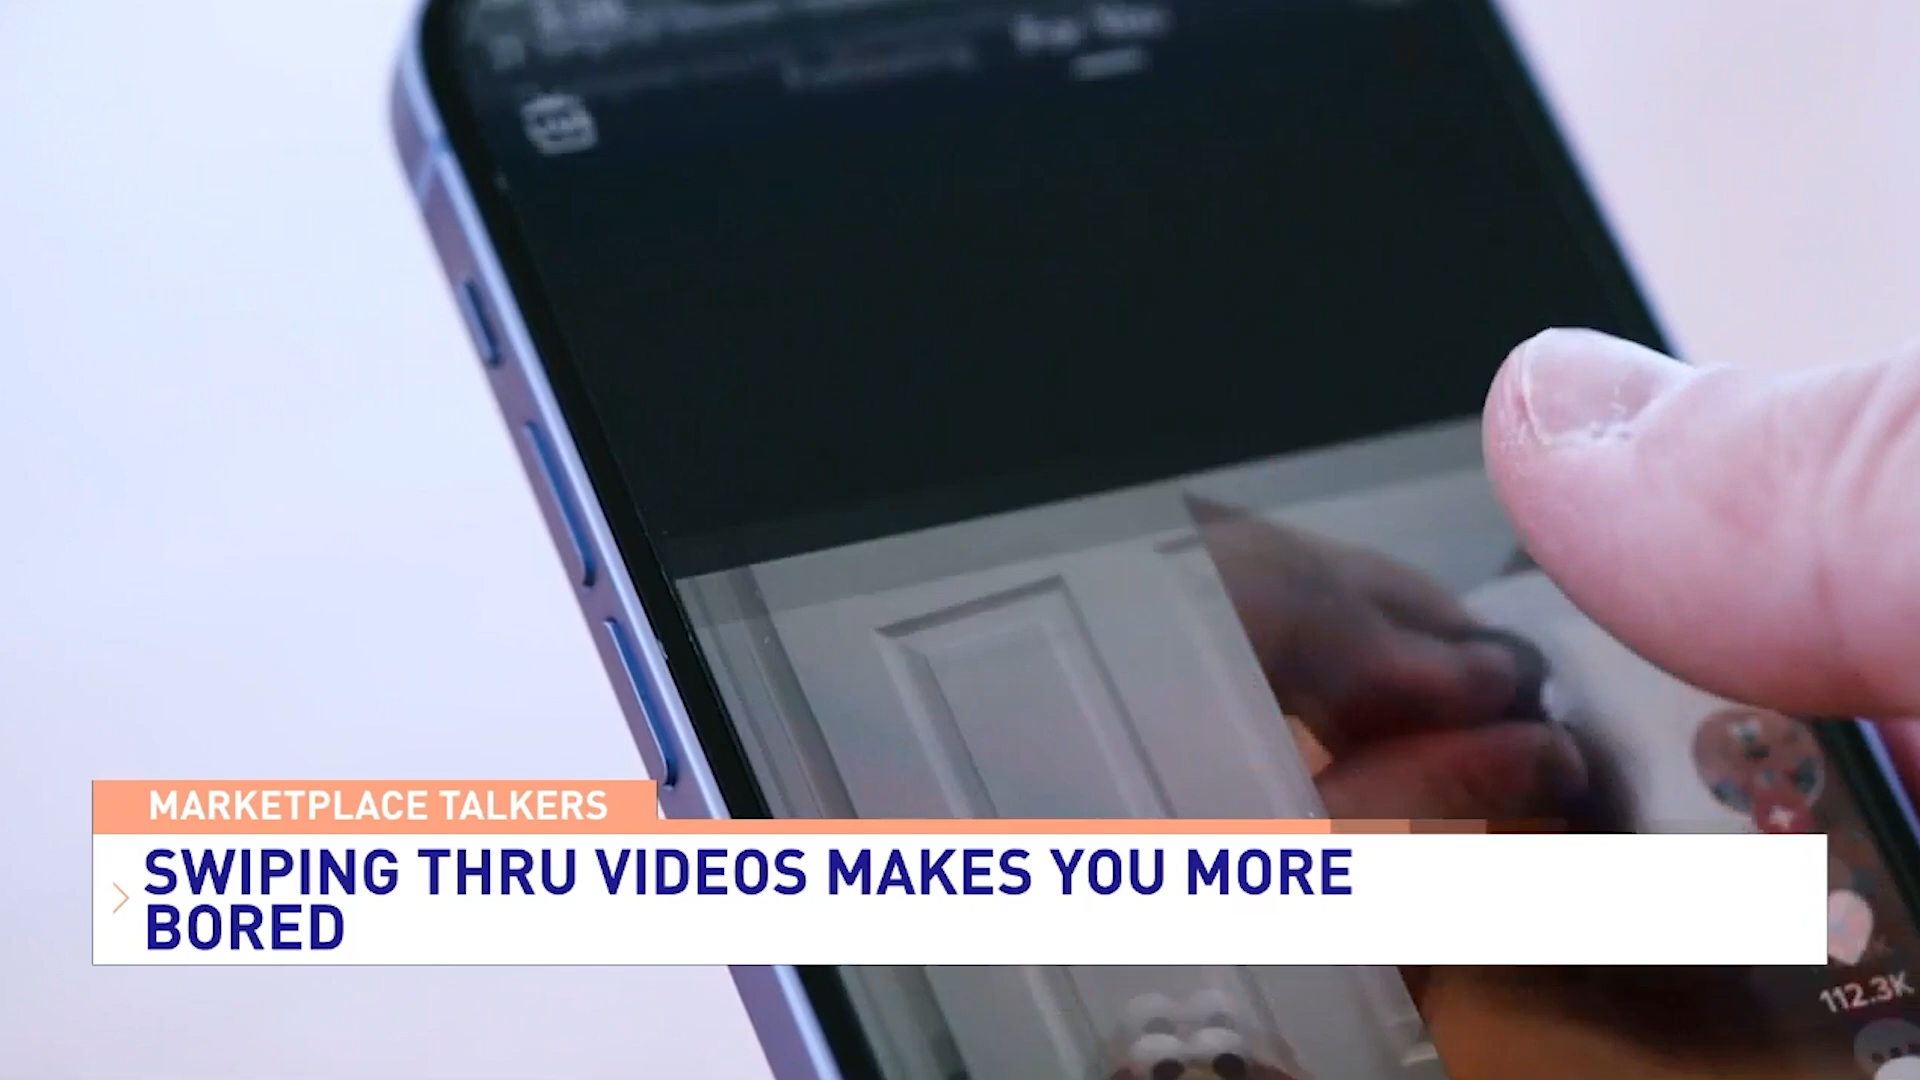 MARKETPLACE TALKERS
SWIPING THRU VIDEOS MAKES YOU MORE
BORED
112.3K